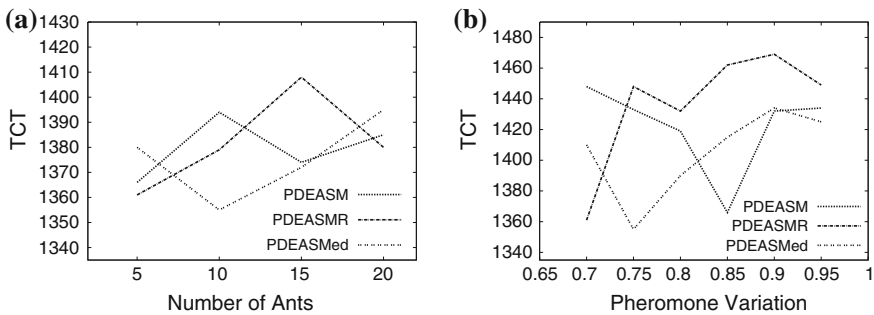 (a)
TCT
1430
1420
1410
1400
1390
1380
1370
1360
1350
1340
PDEASM
PDEASMR
PDEASMed
5 10 15 20
Number of Ants
(b)
TCT
1480
1460
1440
1420
1400
1380
1360
1340
PDEASM
PDEASMR
PDEASMed
0.65 0.7 0.75 0.8 0.85 0.9 0.95 1
Pheromone Variation